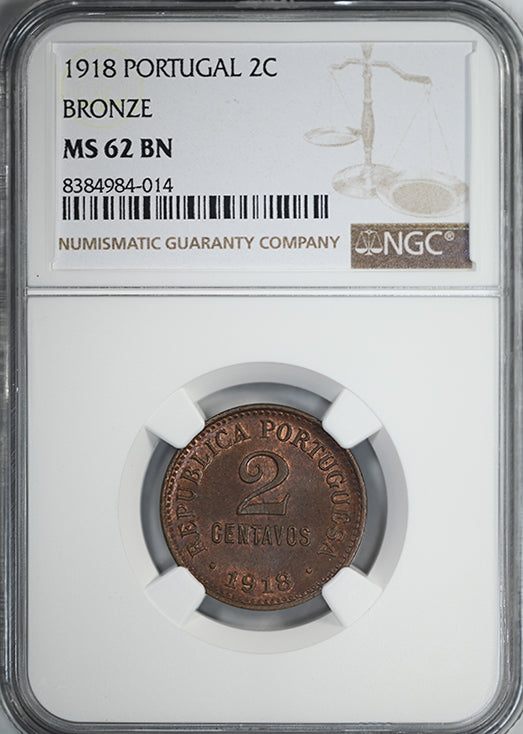 1918 PORTUGAL 2C
BRONZE
MS 62 BN
8384984-014
NUMISMATIC GUARANTY COMPANY
NGC®
REPUBLICA PORTUGUESA
2
CENTAVOS
• 1918 •